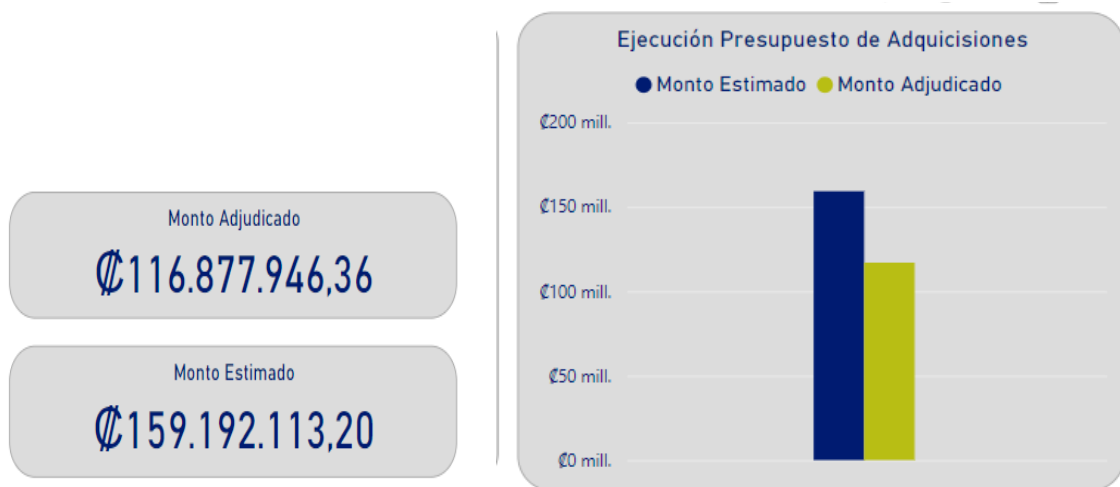 Monto Adjudicado
₡116.877.946,36
Monto Estimado
₡159.192.113,20
Ejecución Presupuesto de Adquicisiones
Monto Estimado Monto Adjudicado
₡200 mill.
₡150 mill.
₡100 mill.
₡50 mill.
₡0 mill.